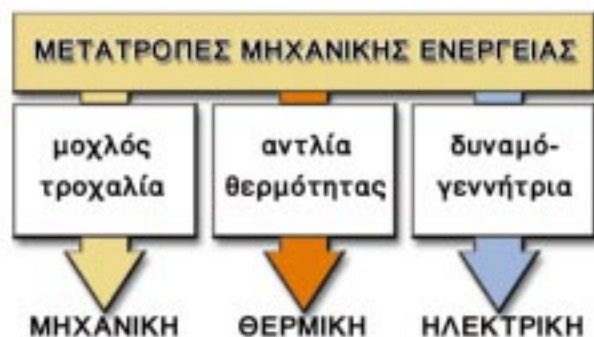 ΜΕΤΑΤΡΟΠΕΣ ΜΗΧΑΝΙΚΗΣ ΕΝΕΡΓΕΙΑΣ
μοχλός
τροχαλία
αντλία
θερμότητας
δυναμό-
γεννήτρια
ΜΗΧΑΝΙΚΗ
ΘΕΡΜΙΚΗ
ΗΛΕΚΤΡΙΚΗ